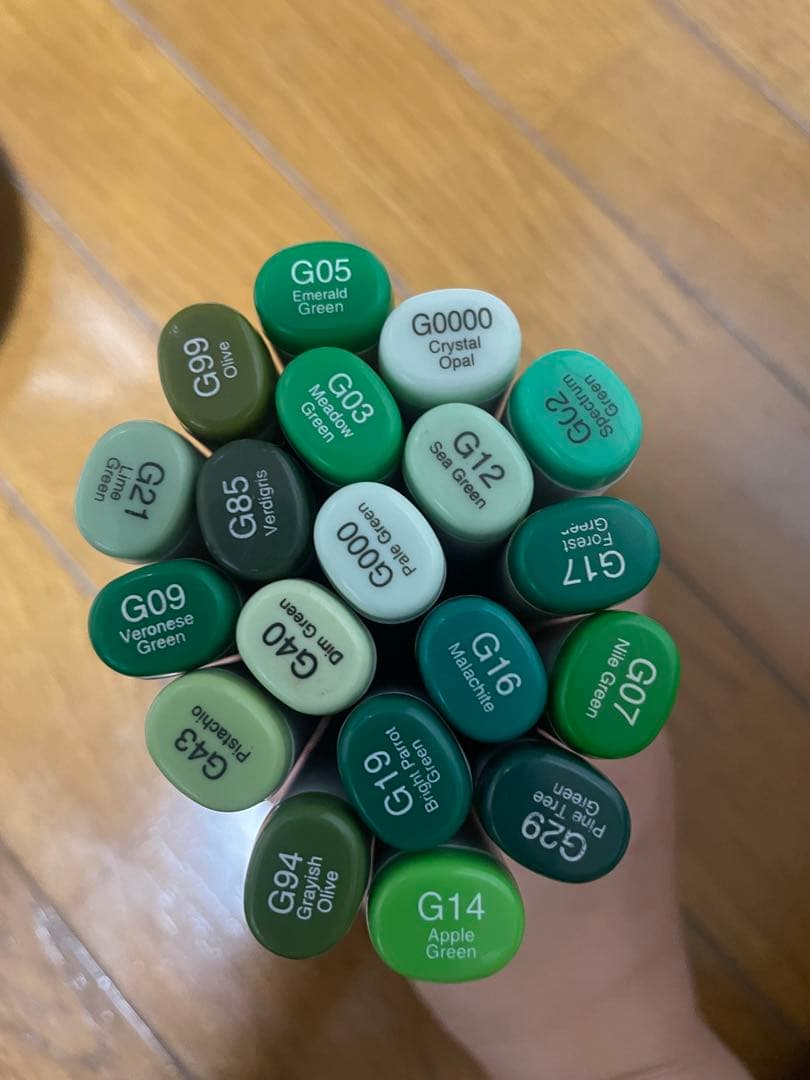 G05
Emerald
Green
G0000
Crystal
Opal
G99
Olive
G03
Meadow
Green
G02
Spectrum
Green
G12
Sea Green
G21
Lime
Green
G85
Verdigris
G000
Pale Green
G17
Forest
Green
G09
Veronese
Green
G40
Dim Green
G16
Malachite
G07
Nile Green
G43
Pistachio
G19
Bright Parrot
Green
G29
Pine Tree
Green
G94
Grayish
Olive
G14
Apple
Green